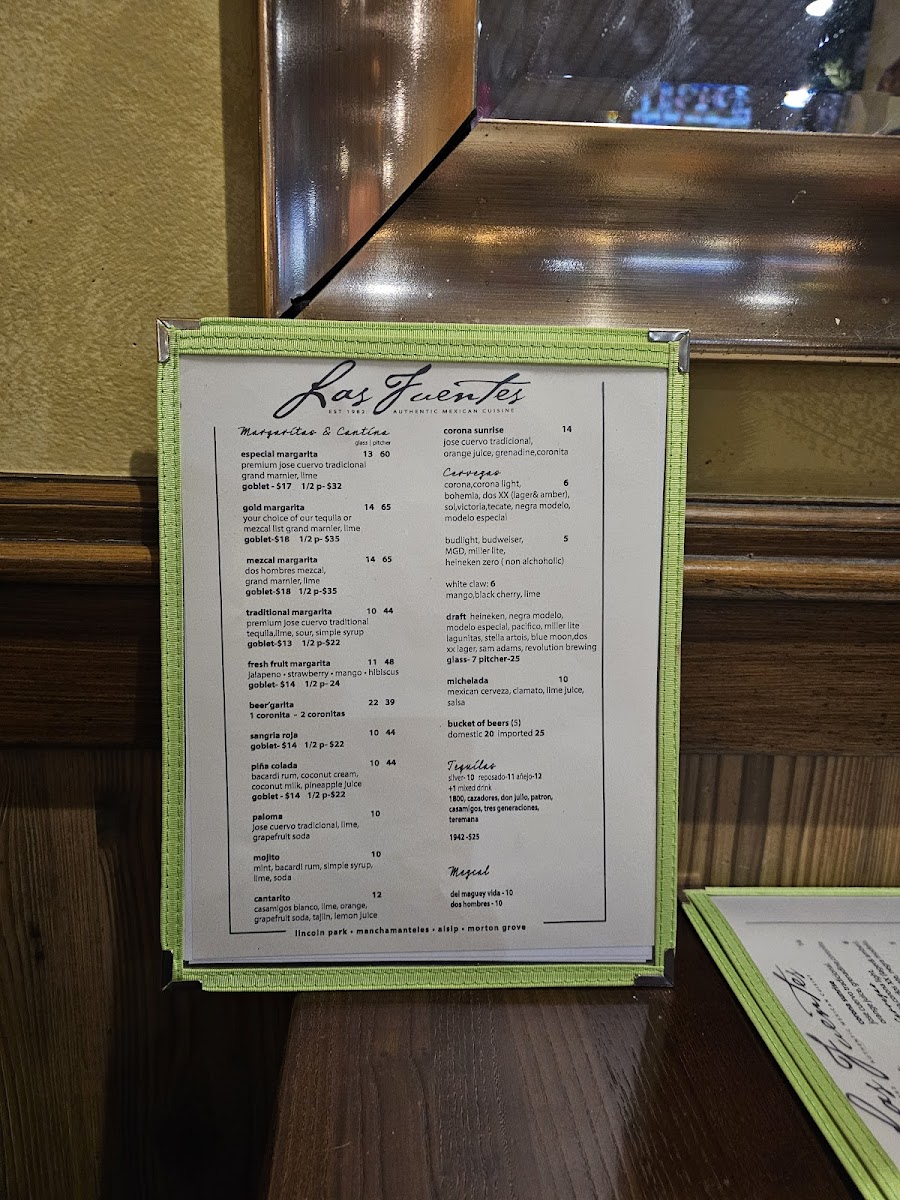 Las Fuentes
EST 1982 AUTHENTIC MEXICAN CUISINE
Margaritas & Cantina
glass | pitcher
especial margarita 13 60
premium jose cuervo tradicional
grand marnier, lime
goblet - $17 1/2 p- $32
gold margarita 14 65
your choice of our tequila or
mezcal list grand marnier, lime
goblet-$18 1/2 p- $35
mezcal margarita 14 65
dos hombres mezcal,
grand marnier, lime
goblet-$18 1/2 p-$35
traditional margarita 10 44
premium jose cuervo traditional
tequila,lime, sour, simple syrup
goblet-$13 1/2 p-$22
fresh fruit margarita 11 48
jalapeno • strawberry • mango • hibiscus
goblet- $14 1/2 p- 24
beer'garita 22 39
1 coronita - 2 coronitas
sangria roja 10 44
goblet- $14 1/2 p- $22
piña colada 10 44
bacardi rum, coconut cream,
coconut milk, pineapple juice
goblet - $14 1/2 p-$22
paloma 10
jose cuervo tradicional, lime,
grapefruit soda
mojito 10
mint, bacardi rum, simple syrup,
lime, soda
cantarito 12
casamigos blanco, lime, orange,
grapefruit soda, tajin, lemon juice
corona sunrise 14
jose cuervo tradicional,
orange juice, grenadine,coronita
Cervezas
corona,corona light, 6
bohemia, dos XX (lager& amber),
sol,victoria,tecate, negra modelo,
modelo especial
budlight, budweiser, 5
MGD, miller lite,
heineken zero ( non alchoholic)
white claw: 6
mango,black cherry, lime
draft heineken, negra modelo,
modelo especial, pacifico, miller lite
lagunitas, stella artois, blue moon,dos
xx lager, sam adams, revolution brewing
glass- 7 pitcher-25
michelada 10
mexican cerveza, clamato, lime juice,
salsa
bucket of beers (5)
domestic 20 imported 25
Tequilas
silver- 10 reposado-11 añejo-12
+1 mixed drink
1800, cazadores, don julio, patron,
casamigos, tres generaciones,
teremana
1942-$25
Mezcal
del maguey vida - 10
dos hombres - 10
lincoln park • manchamanteles • alsip • morton grove
Las Fuentes
corona sunrise
jose cuervo tradicional,
Cervezas